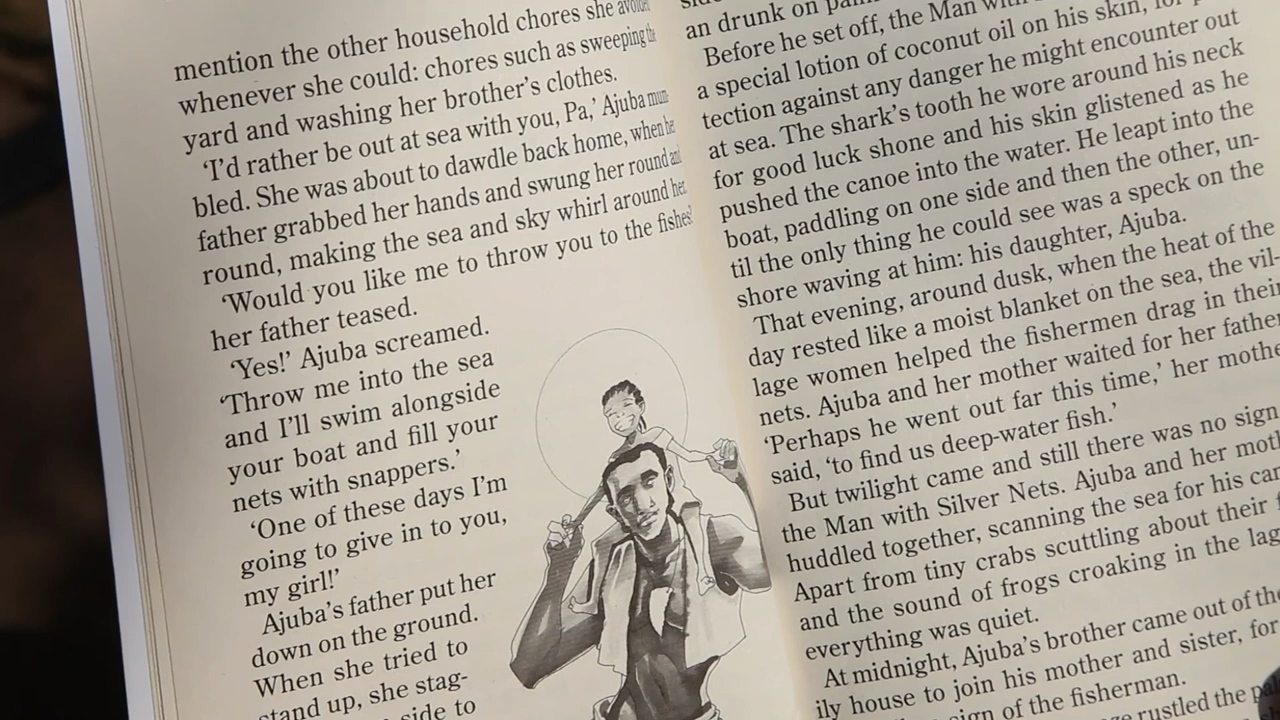 mention the other household chores she avoided
whenever she could: chores such as sweeping the
yard and washing her brother's clothes.
'I'd rather be out at sea with you, Pa,' Ajuba mum-
bled. She was about to dawdle back home, when her
father grabbed her hands and swung her round and
round, making the sea and sky whirl around her.
'Would you like me to throw you to the fishes?'
her father teased.
'Yes!' Ajuba screamed.
'Throw me into the sea
and I'll swim alongside
your boat and fill your
nets with snappers.'
'One of these days I'm
going to give in to you,
my girl!'
Ajuba's father put her
down on the ground.
When she tried to
stand up, she stag-
side to
an drunk on
Before he set off, the Man with
a special lotion of coconut oil on his skin, for
tection against any danger he might encounter out
at sea. The shark's tooth he wore around his neck
for good luck shone and his skin glistened as he
pushed the canoe into the water. He leapt into the
boat, paddling on one side and then the other, un-
til the only thing he could see was a speck on the
shore waving at him: his daughter, Ajuba.
That evening, around dusk, when the heat of the
day rested like a moist blanket on the sea, the vil-
lage women helped the fishermen drag in their
nets. Ajuba and her mother waited for her father
'Perhaps he went out far this time,' her mothe
said, 'to find us deep-water fish.'
But twilight came and still there was no sign
the Man with Silver Nets. Ajuba and her moth
huddled together, scanning the sea for his can
Apart from tiny crabs scuttling about their
and the sound of frogs croaking in the lag
everything was quiet.
At midnight, Ajuba's brother came out of the
ily house to join his mother and sister, for
sign of the fisherman.
rustled the